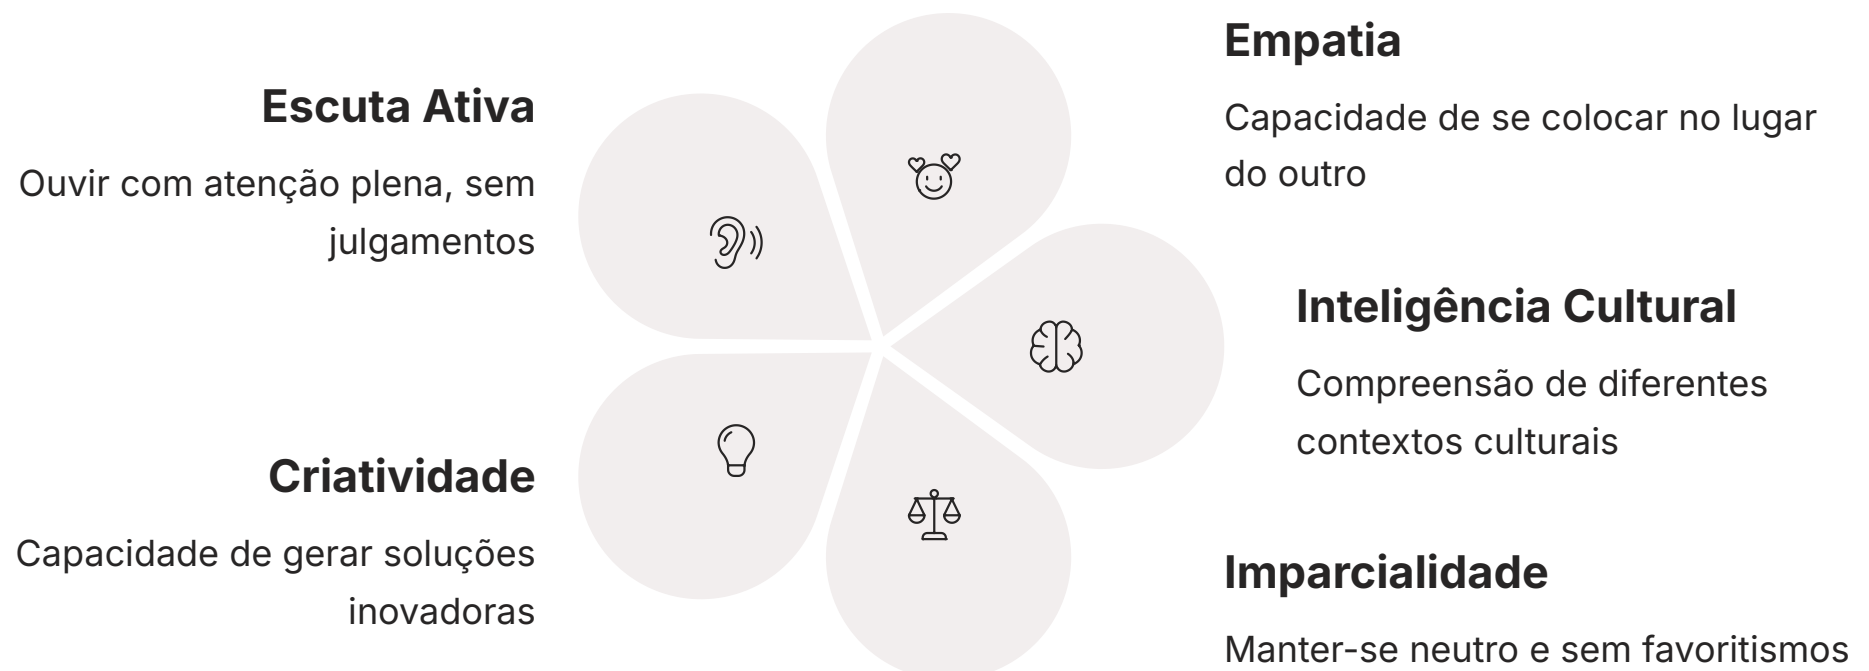 Escuta Ativa
Ouvir com atenção plena, sem
julgamentos
Empatia
Capacidade de se colocar no lugar
do outro
Inteligência Cultural
Compreensão de diferentes
contextos culturais
Criatividade
Capacidade de gerar soluções
inovadoras
Imparcialidade
Manter-se neutro e sem favoritismos